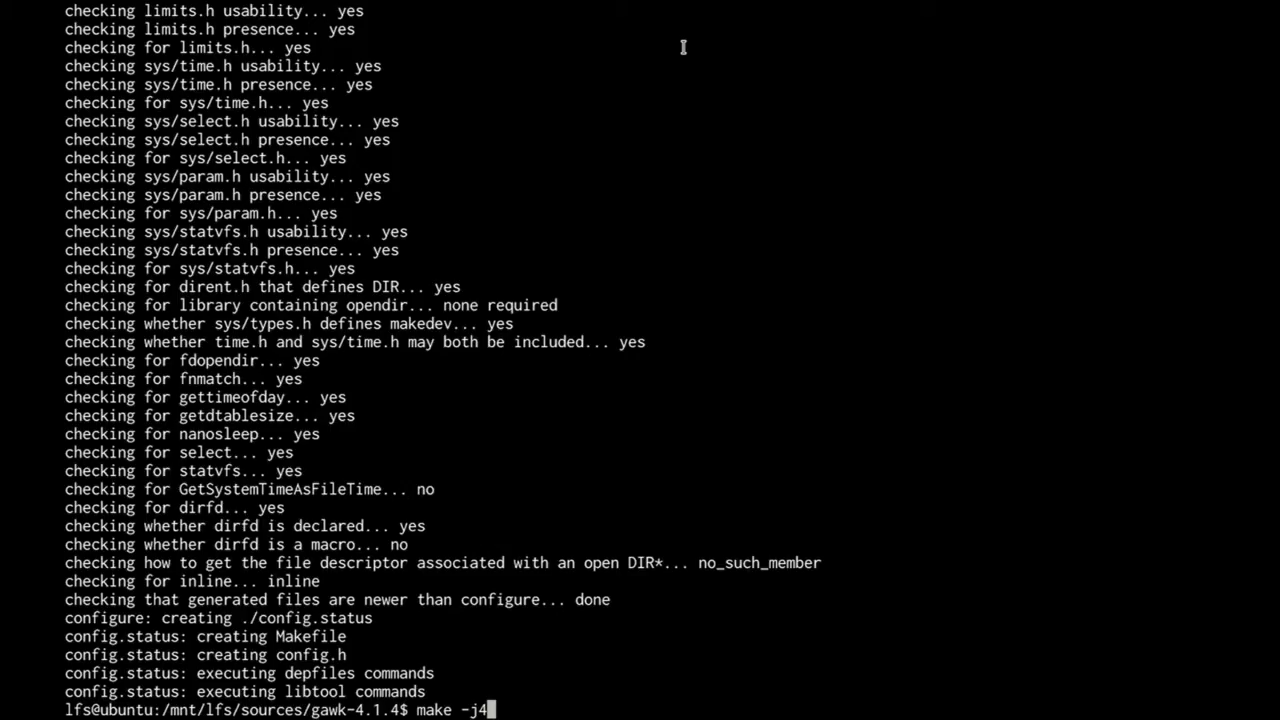 checking limits.h usability... yes
checking limits.h presence... yes
checking for limits.h... yes
checking sys/time.h usability... yes
checking sys/time.h presence... yes
checking for sys/time.h... yes
checking sys/select.h usability... yes
checking sys/select.h presence... yes
checking for sys/select.h... yes
checking sys/param.h usability... yes
checking sys/param.h presence... yes
checking for sys/param.h... yes
checking sys/statvfs.h usability... yes
checking sys/statvfs.h presence... yes
checking for sys/statvfs.h... yes
checking for dirent.h that defines DIR... yes
checking for library containing opendir... none required
checking whether sys/types.h defines makedev... yes
checking whether time.h and sys/time.h may both be included... yes
checking for fdopendir... yes
checking for fnmatch... yes
checking for gettimeofday... yes
checking for getdtablesize... yes
checking for nanosleep... yes
checking for select... yes
checking for statvfs... yes
checking for GetSystemTimeAsFileTime... no
checking for dirfd... yes
checking whether dirfd is declared... yes
checking whether dirfd is a macro... no
checking how to get the file descriptor associated with an open DIR*... no_such_member
checking for inline... inline
checking that generated files are newer than configure... done
configure: creating ./config.status
config.status: creating Makefile
config.status: creating config.h
config.status: executing depfiles commands
config.status: executing libtool commands
lfs@ubuntu:/mnt/lfs/sources/gawk-4.1.4$ make -j4